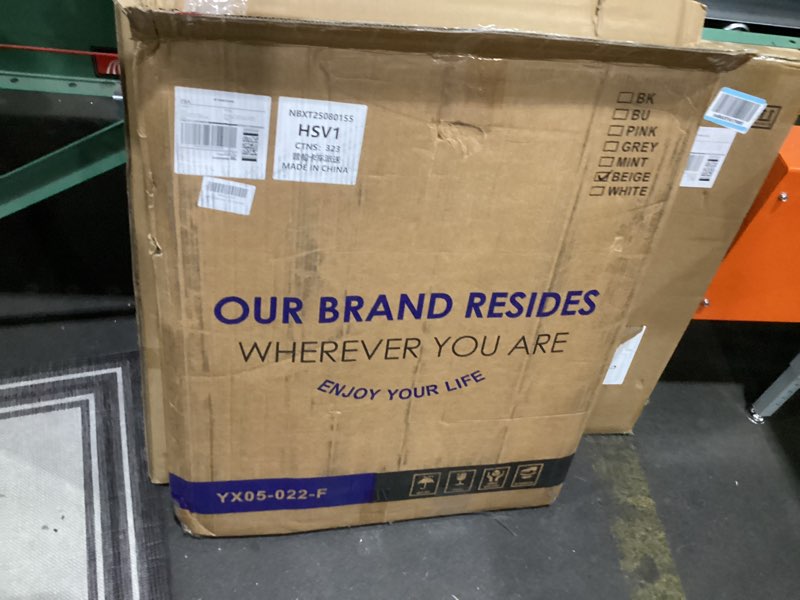 NBXT25080155
HSV1
CTNS: 323
MADE IN CHINA
BK
BU
PINK
GREY
MINT
BEIGE
WHITE
OUR BRAND RESIDES
WHEREVER YOU ARE
ENJOY YOUR LIFE
YX05-022-F